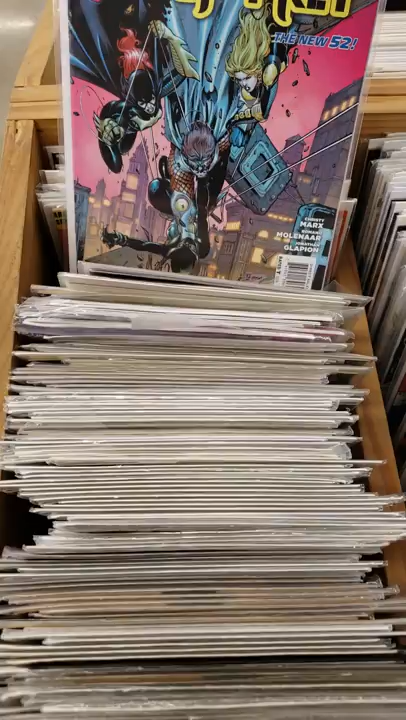 THE NEW 52!
CHRISTY
MARX
ROMANO
MOLENAAR
JONATHAN
GLAPION